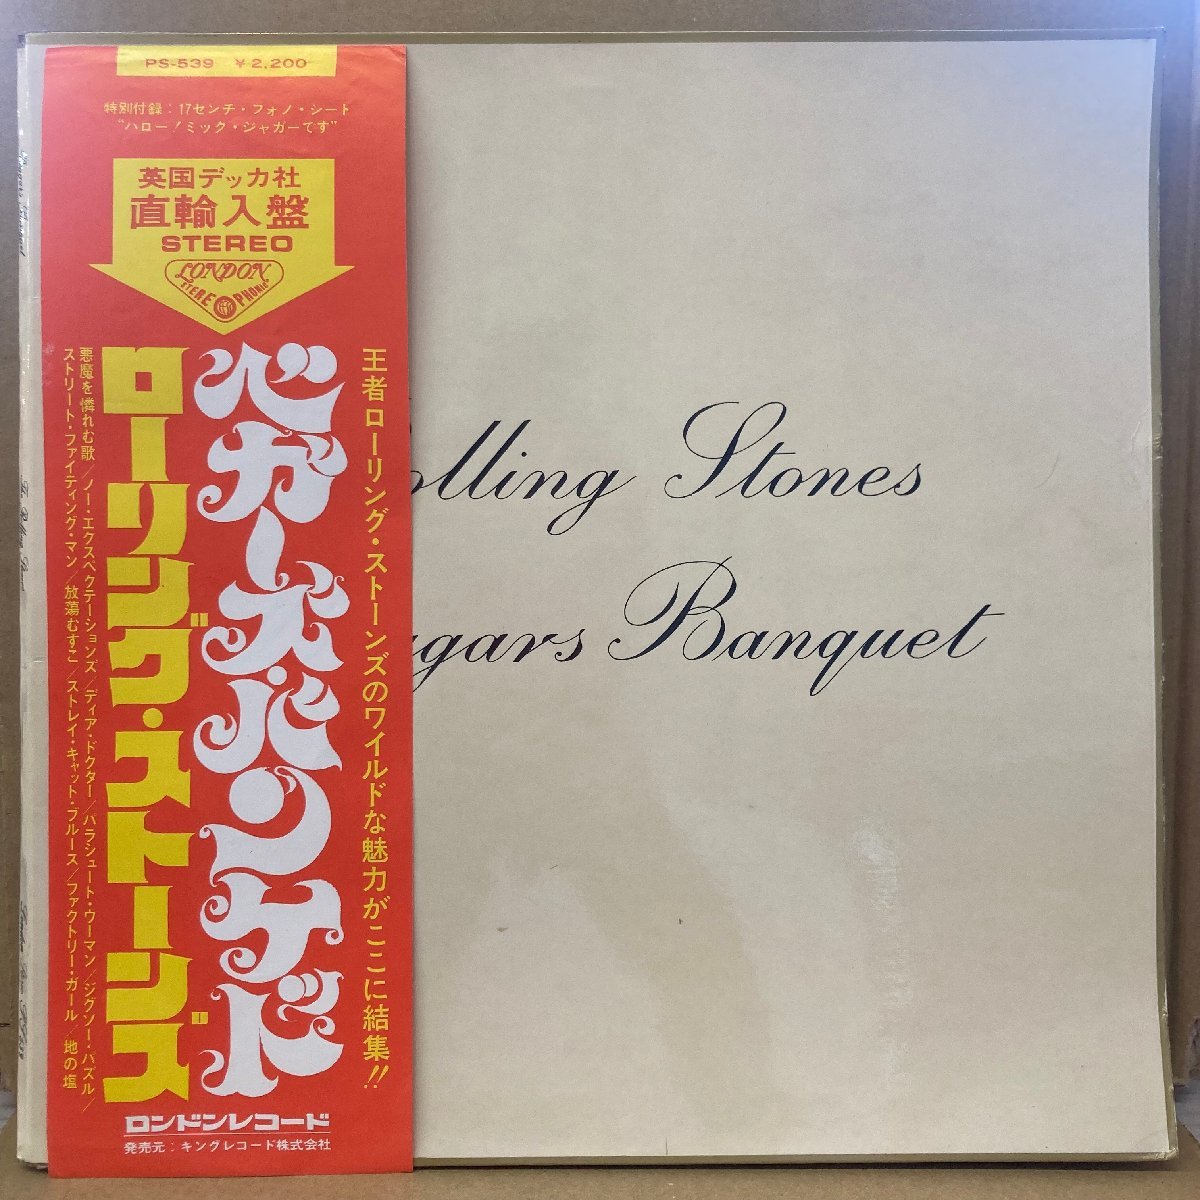 PS-539 ¥2,200
特別付録：17センチ・フォノ・シート
“ハロー！ミック・ジャガーです”
英国デッカ社
直輸入盤
STEREO
LONDON
STEREO PHONIC
王者ローリング・ストーンズのワイルドな魅力がここに結集!!
ベガーズ・バンケット
ローリング・ストーンズ
悪魔を憐れむ歌／ノー・エクスペクテーションズ／ディア・ドクター／パラシュート・ウーマン／ジグソー・パズル／
ストリート・ファイティング・マン／放蕩むすこ／ストレイ・キャット・ブルース／ファクトリー・ガール／地の塩
ロンドンレコード
発売元：キングレコード株式会社
olling Stones
ggars Banquet